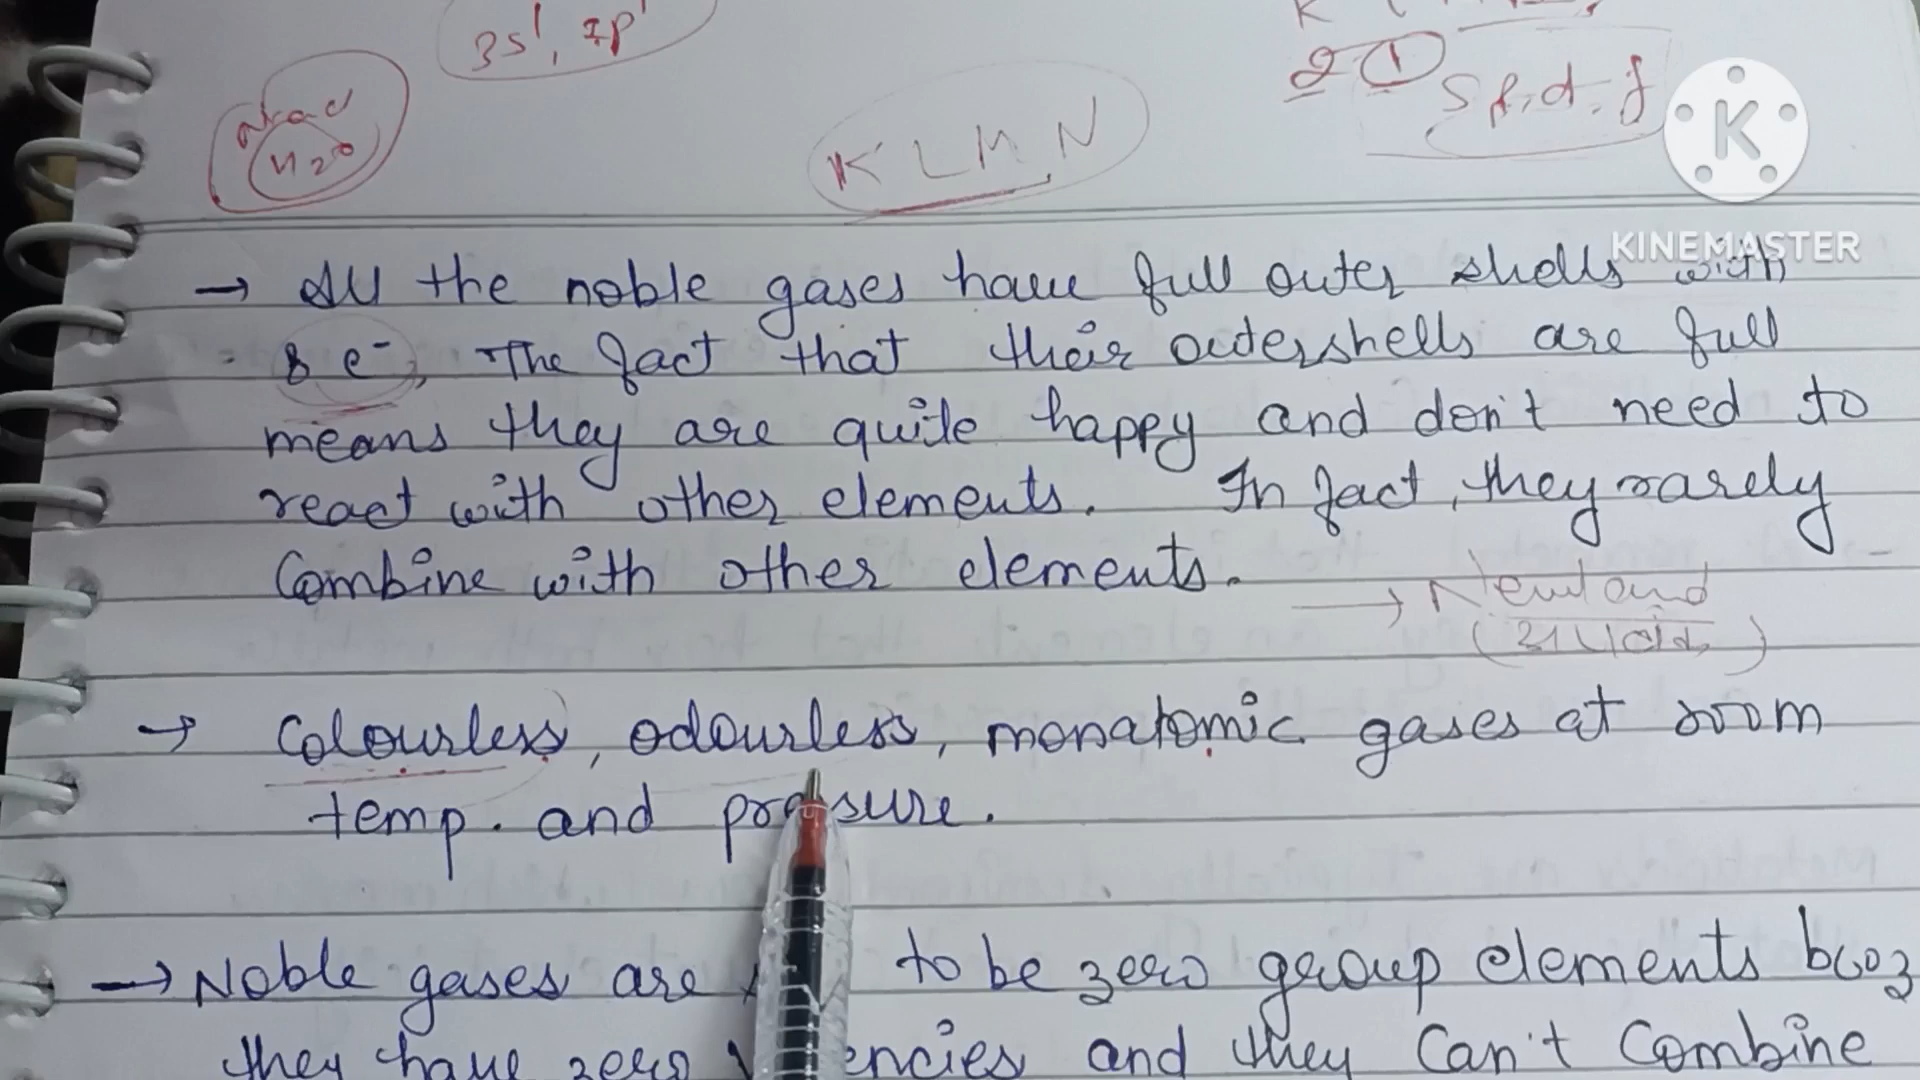 3s¹,
2 ① s p, d, f
H2O
K L M N
K
KINEMASTER
→ All the noble gases have full outer shells with
8 e⁻, The fact that their outershells are full
means they are quite happy and don't need to
react with other elements. In fact, they rarely
Combine with other elements.
→ Newland
→ Colourless, odourless, monatomic gases at room
temp. and pressure.
→ Noble gases are to be zero group elements bcoz
they have zero encies and they Can't Combine